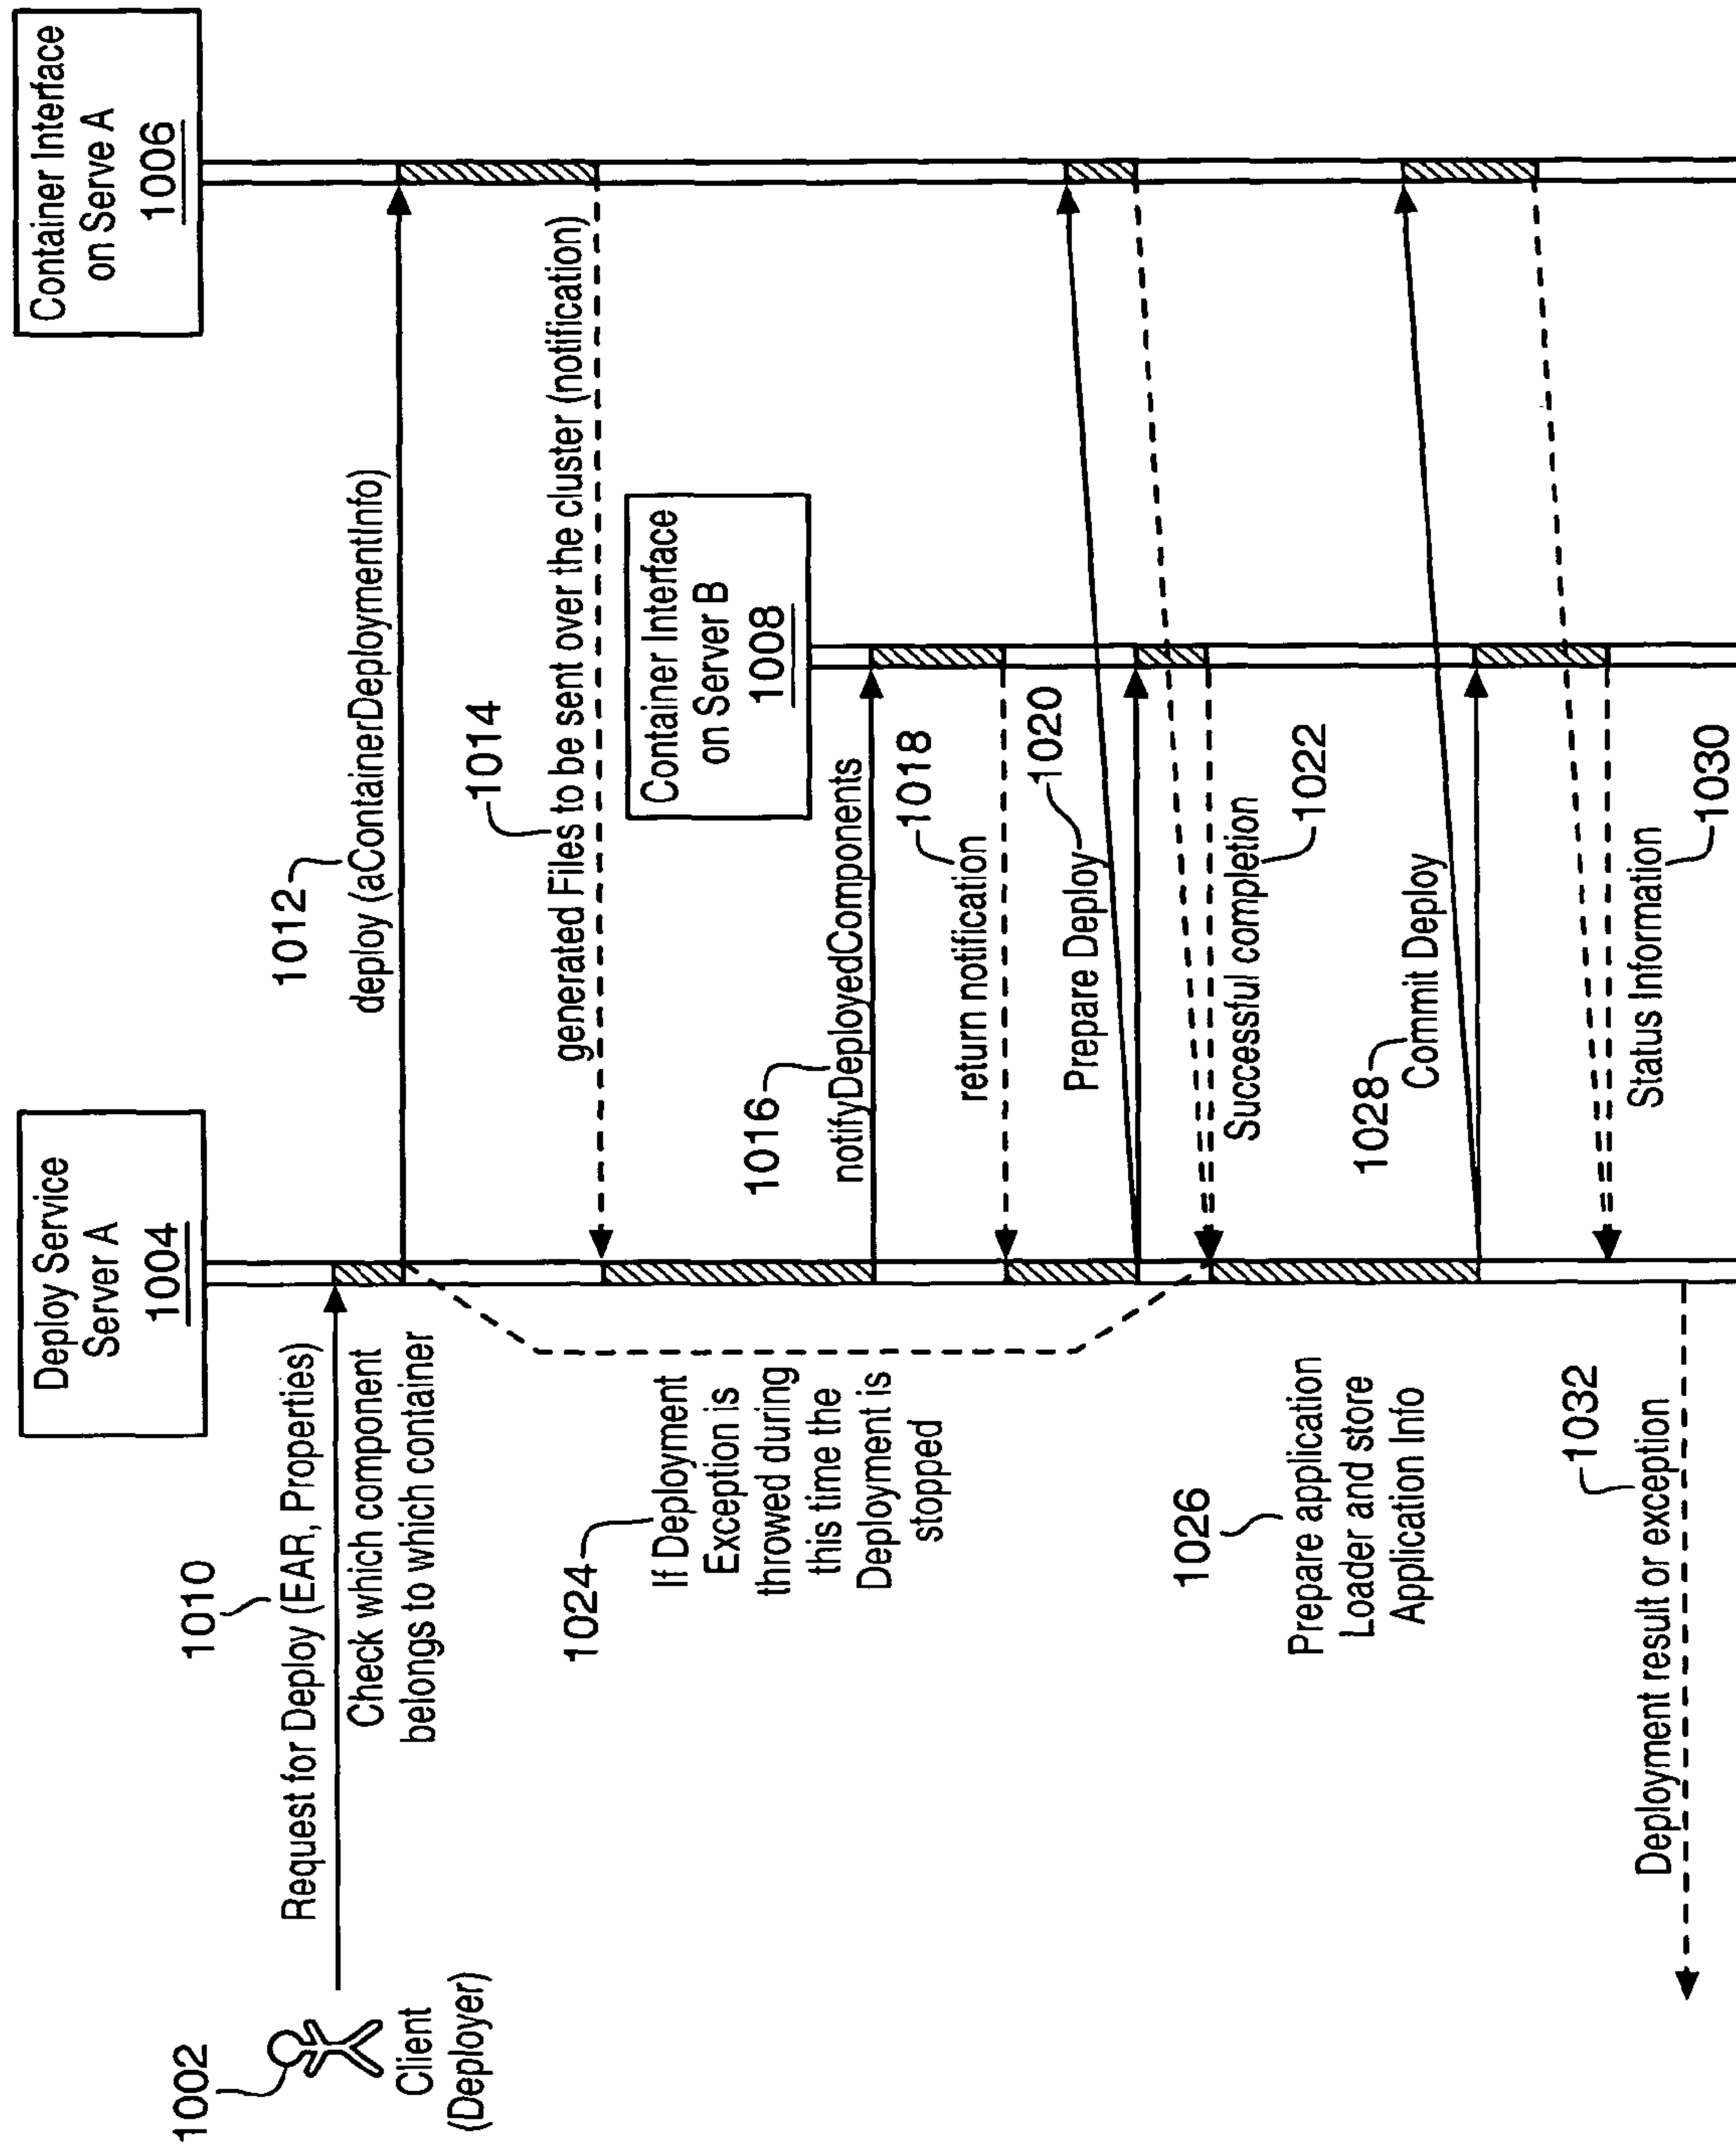 Deploy Service
Server A
1004
Container Interface
on Serve A
1006
1002
Client
(Deployer)
1010
Request for Deploy (EAR, Properties)
Check which component
belongs to which container
1012
deploy (aContainerDeploymentInfo)
1014
generated Files to be sent over the cluster (notification)
Container Interface
on Server B
1008
1024
If Deployment
Exception is
throwed during
this time the
Deployment is
stopped
1016
notifyDeployedComponents
1018
return notification
1020
Prepare Deploy
Successful completion
1022
1026
Prepare application
Loader and store
Application Info
1028
Commit Deploy
Status Information
1030
1032
Deployment result or exception